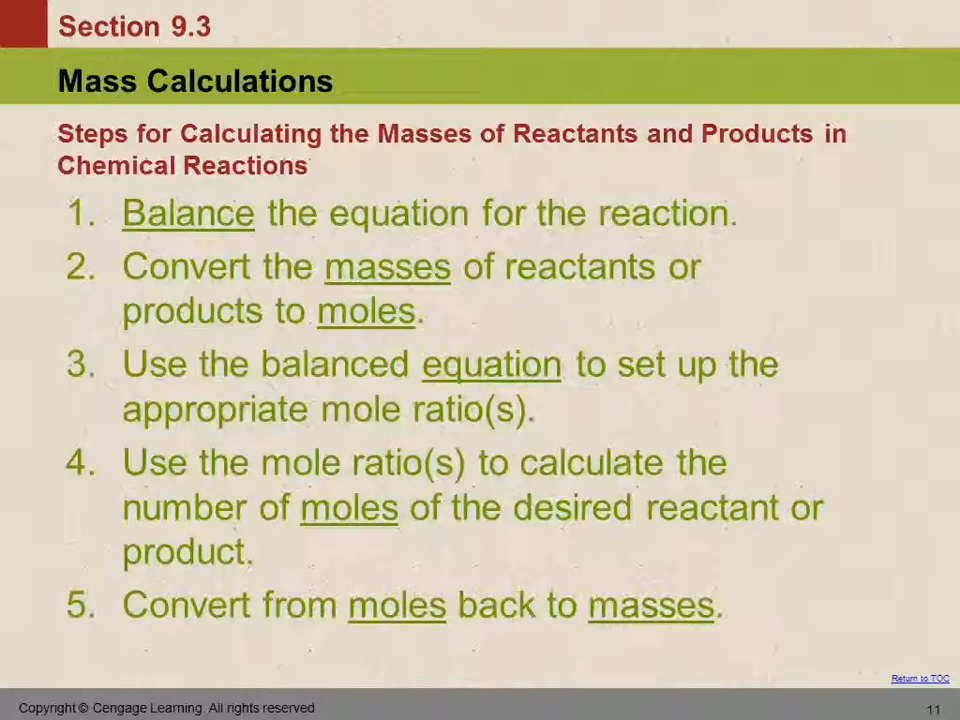 Section 9.3
Mass Calculations
Steps for Calculating the Masses of Reactants and Products in
Chemical Reactions
1. Balance the equation for the reaction.
2. Convert the masses of reactants or
products to moles.
3. Use the balanced equation to set up the
appropriate mole ratio(s).
4. Use the mole ratio(s) to calculate the
number of moles of the desired reactant or
product.
5. Convert from moles back to masses.
Return to TOC
Copyright © Cengage Learning. All rights reserved
11